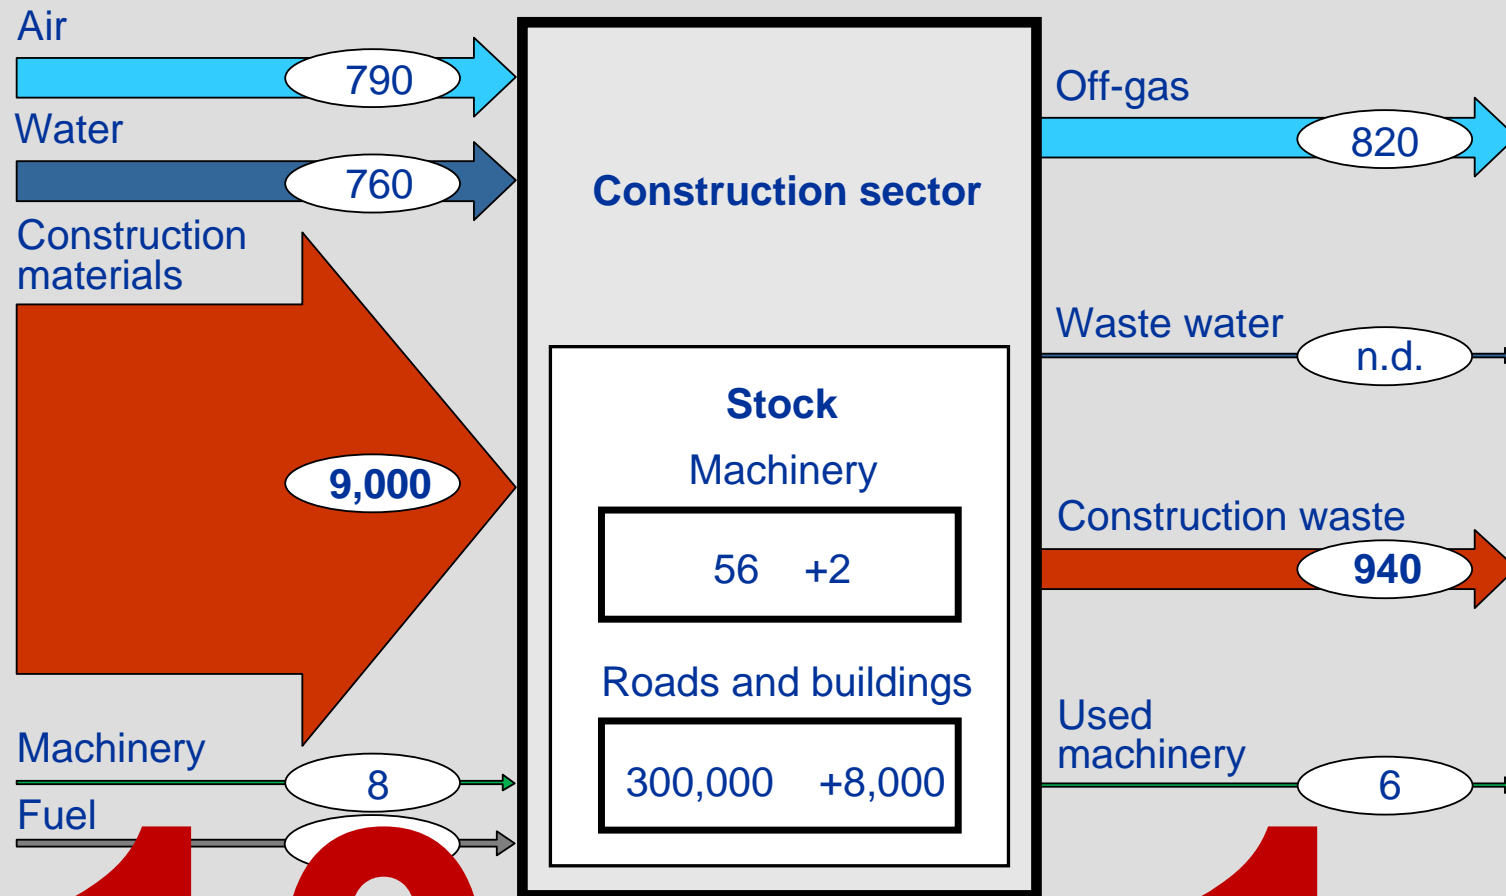 Air
790
Water
760
Construction
materials
9,000
Machinery
8
Fuel
Construction sector
Stock
Machinery
56 +2
Roads and buildings
300,000 +8,000
Off-gas
820
Waste water
n.d.
Construction waste
940
Used
machinery
6